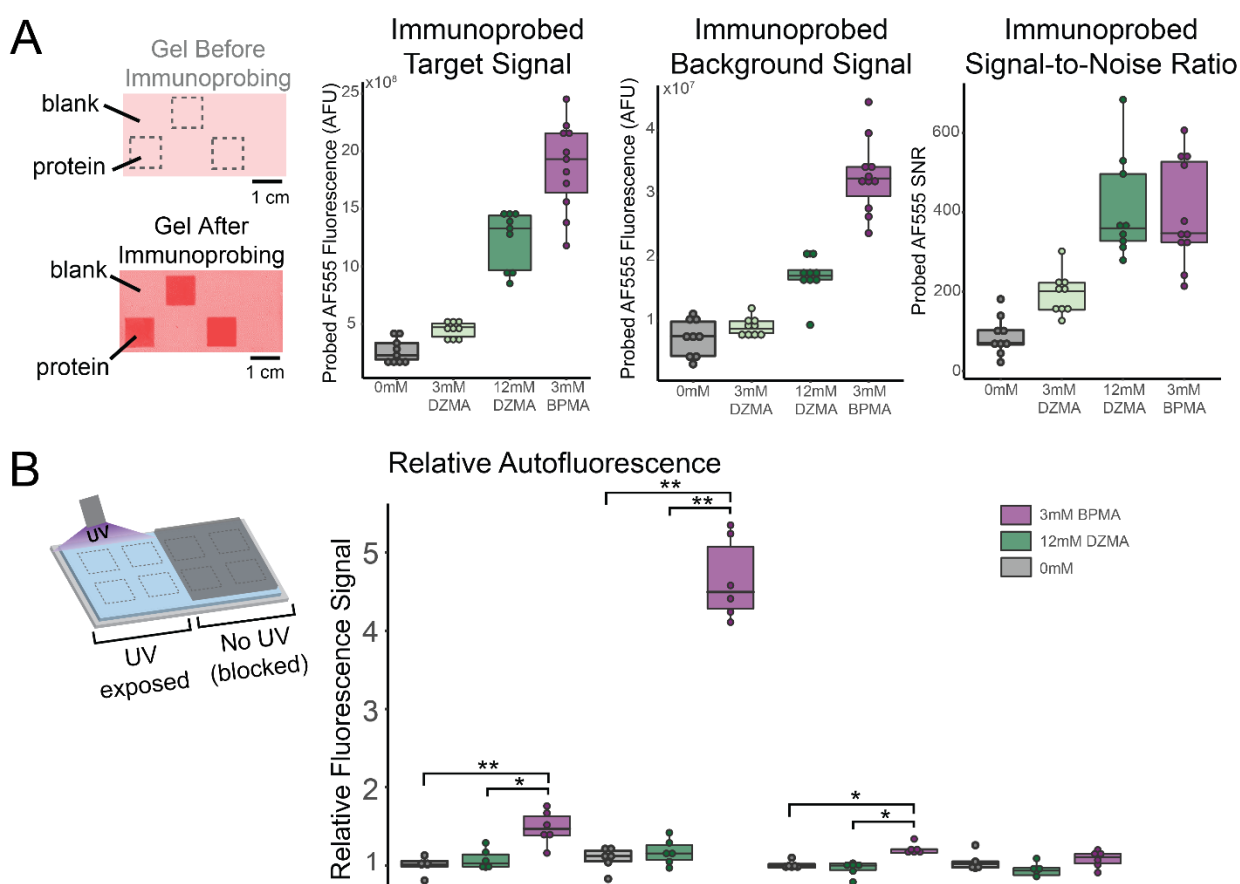 A
Gel Before
Immunoprobing
blank
protein
1 cm
Gel After
Immunoprobing
blank
protein
1 cm
Immunoprobed
Target Signal
Probed AF555 Fluorescence (AFU)
x10⁸
25
20
15
10
5
0mM
3mM
DZMA
12mM
DZMA
3mM
BPMA
Immunoprobed
Background Signal
Probed AF555 Fluorescence (AFU)
x10⁷
4
3
2
1
0mM
3mM
DZMA
12mM
DZMA
3mM
BPMA
Immunoprobed
Signal-to-Noise Ratio
Probed AF555 SNR
600
400
200
0
0mM
3mM
DZMA
12mM
DZMA
3mM
BPMA
B
UV
UV
exposed
No UV
(blocked)
Relative Autofluorescence
Relative Fluorescence Signal
5
4
3
2
1
**
*
**
**
*
*
3mM BPMA
12mM DZMA
0mM